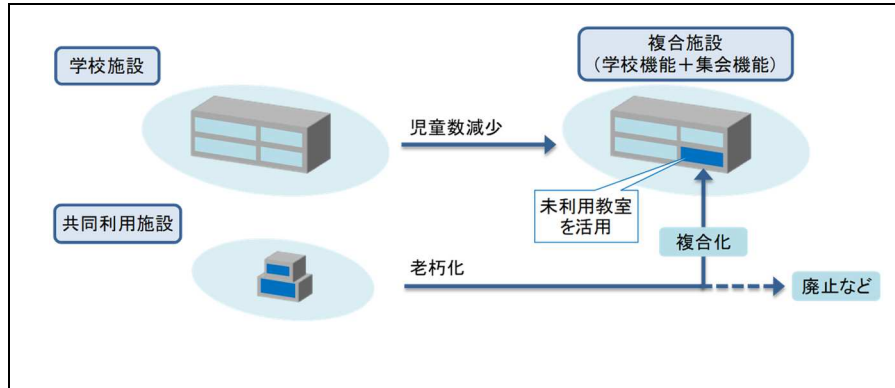 学校施設
複合施設
（学校機能＋集会機能）
児童数減少
未利用教室
を活用
共同利用施設
複合化
老朽化
廃止など